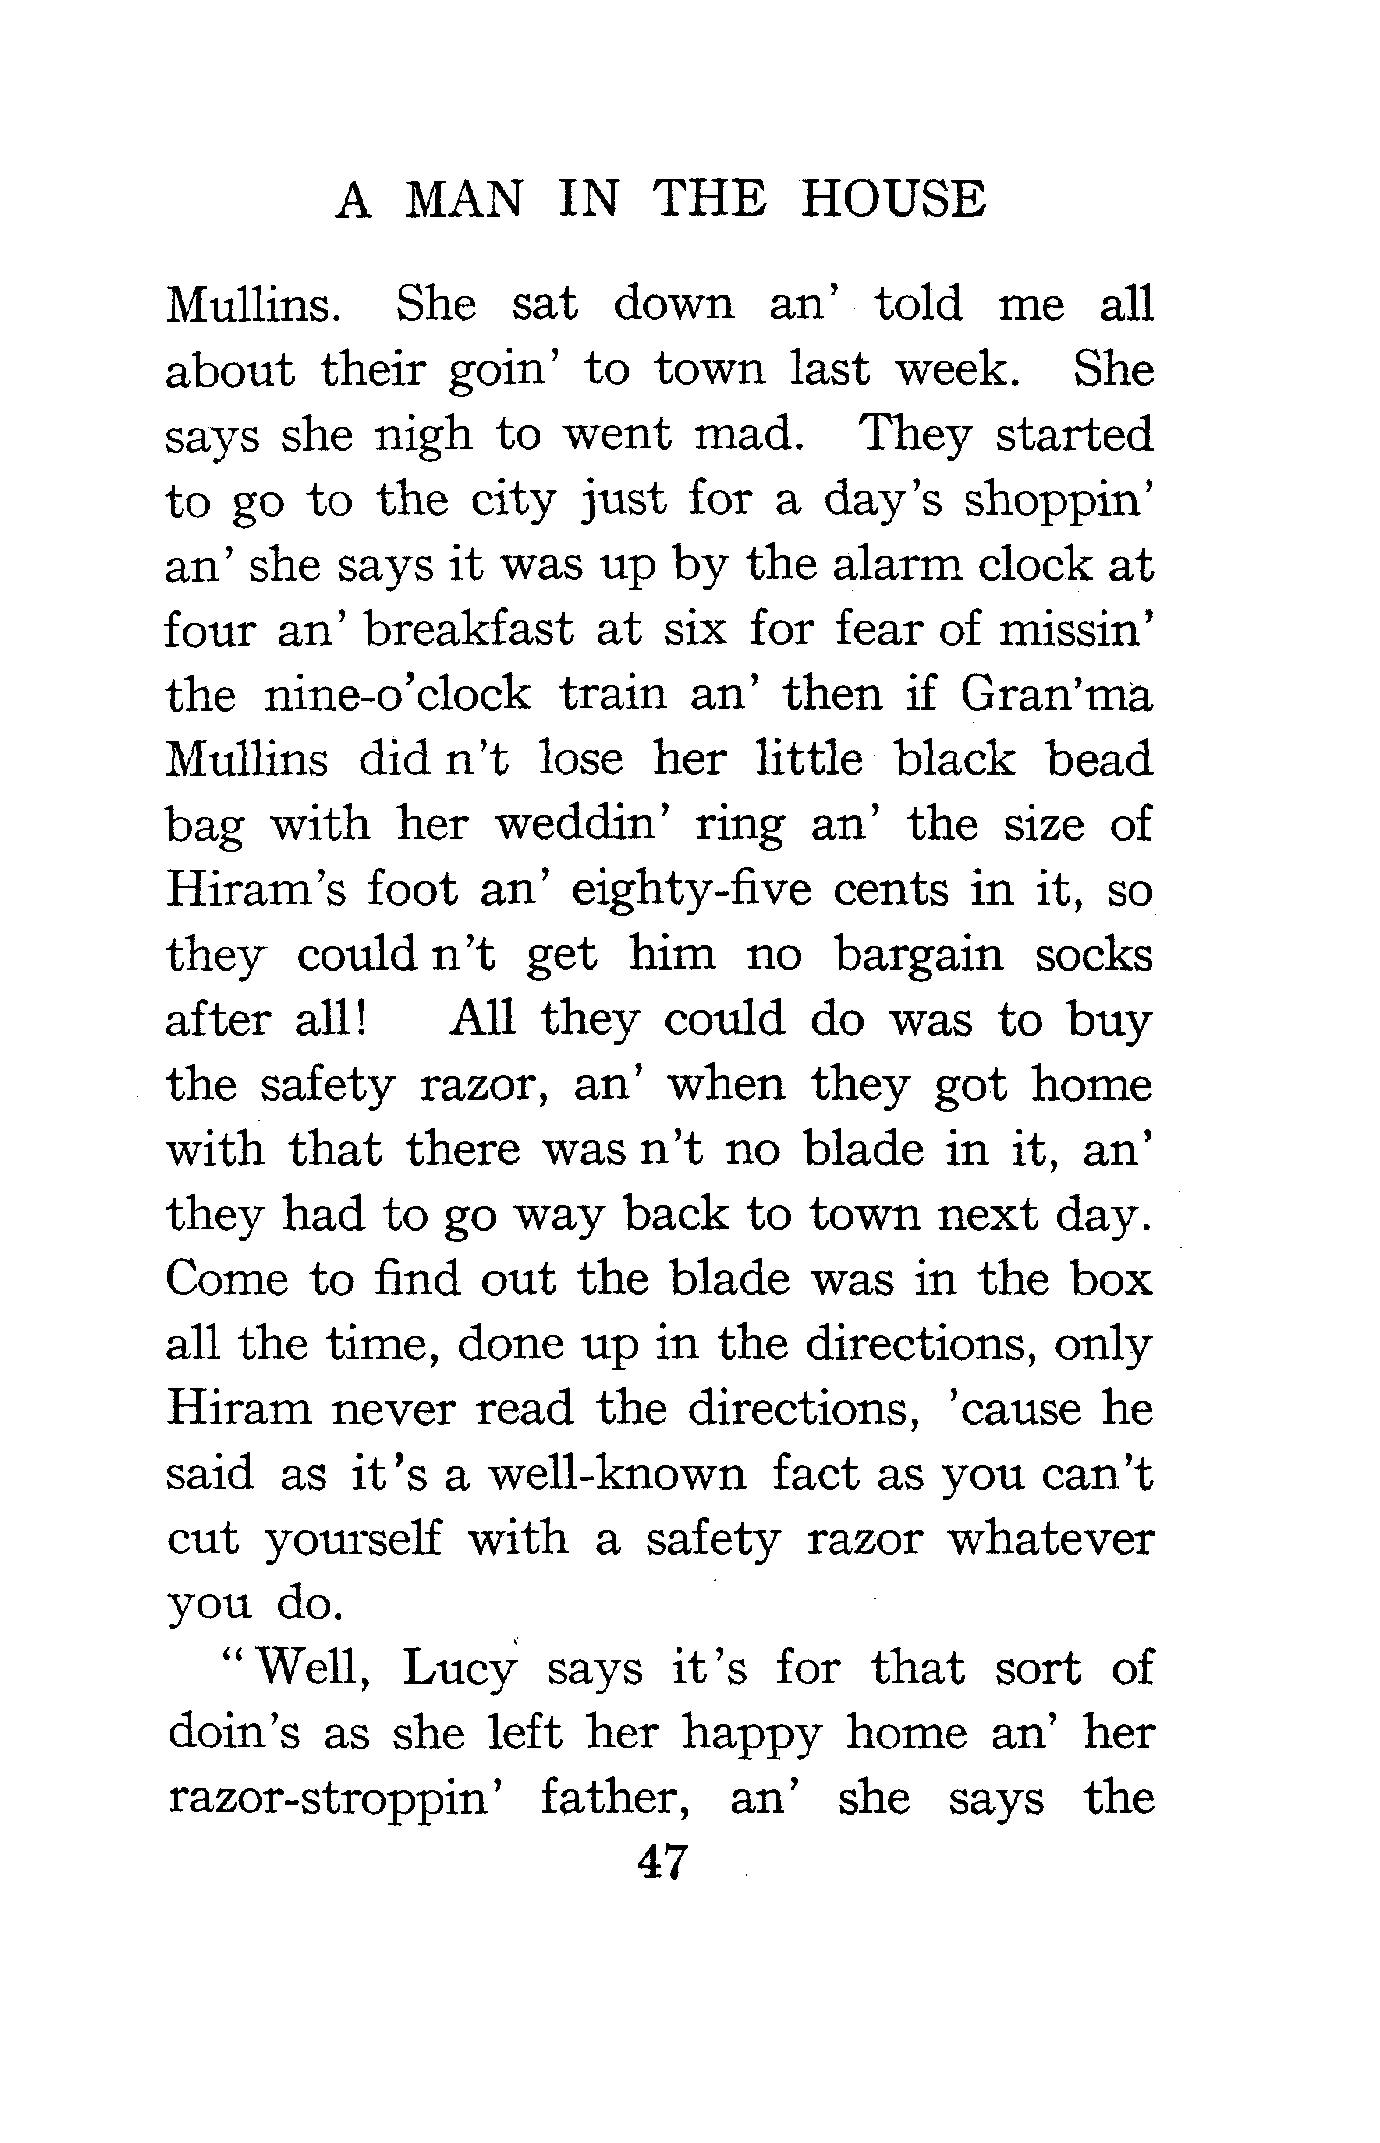 A MAN IN THE HOUSE
Mullins. She sat down an' told me all
about their goin' to town last week. She
says she nigh to went mad. They started
to go to the city just for a day's shoppin'
an' she says it was up by the alarm clock at
four an' breakfast at six for fear of missin'
the nine-o'clock train an' then if Gran'ma
Mullins did n't lose her little black bead
bag with her weddin' ring an' the size of
Hiram's foot an' eighty-five cents in it, so
they could n't get him no bargain socks
after all! All they could do was to buy
the safety razor, an' when they got home
with that there was n't no blade in it, an'
they had to go way back to town next day.
Come to find out the blade was in the box
all the time, done up in the directions, only
Hiram never read the directions, 'cause he
said as it's a well-known fact as you can't
cut yourself with a safety razor whatever
you do.
"Well, Lucy says it's for that sort of
doin's as she left her happy home an' her
razor-stroppin' father, an' she says the
47